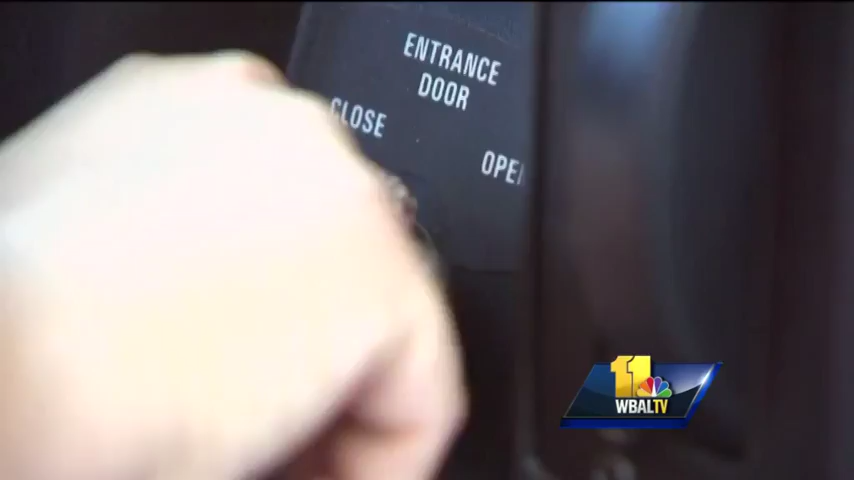 ENTRANCE
DOOR
CLOSE
OPE
11
WBALTV